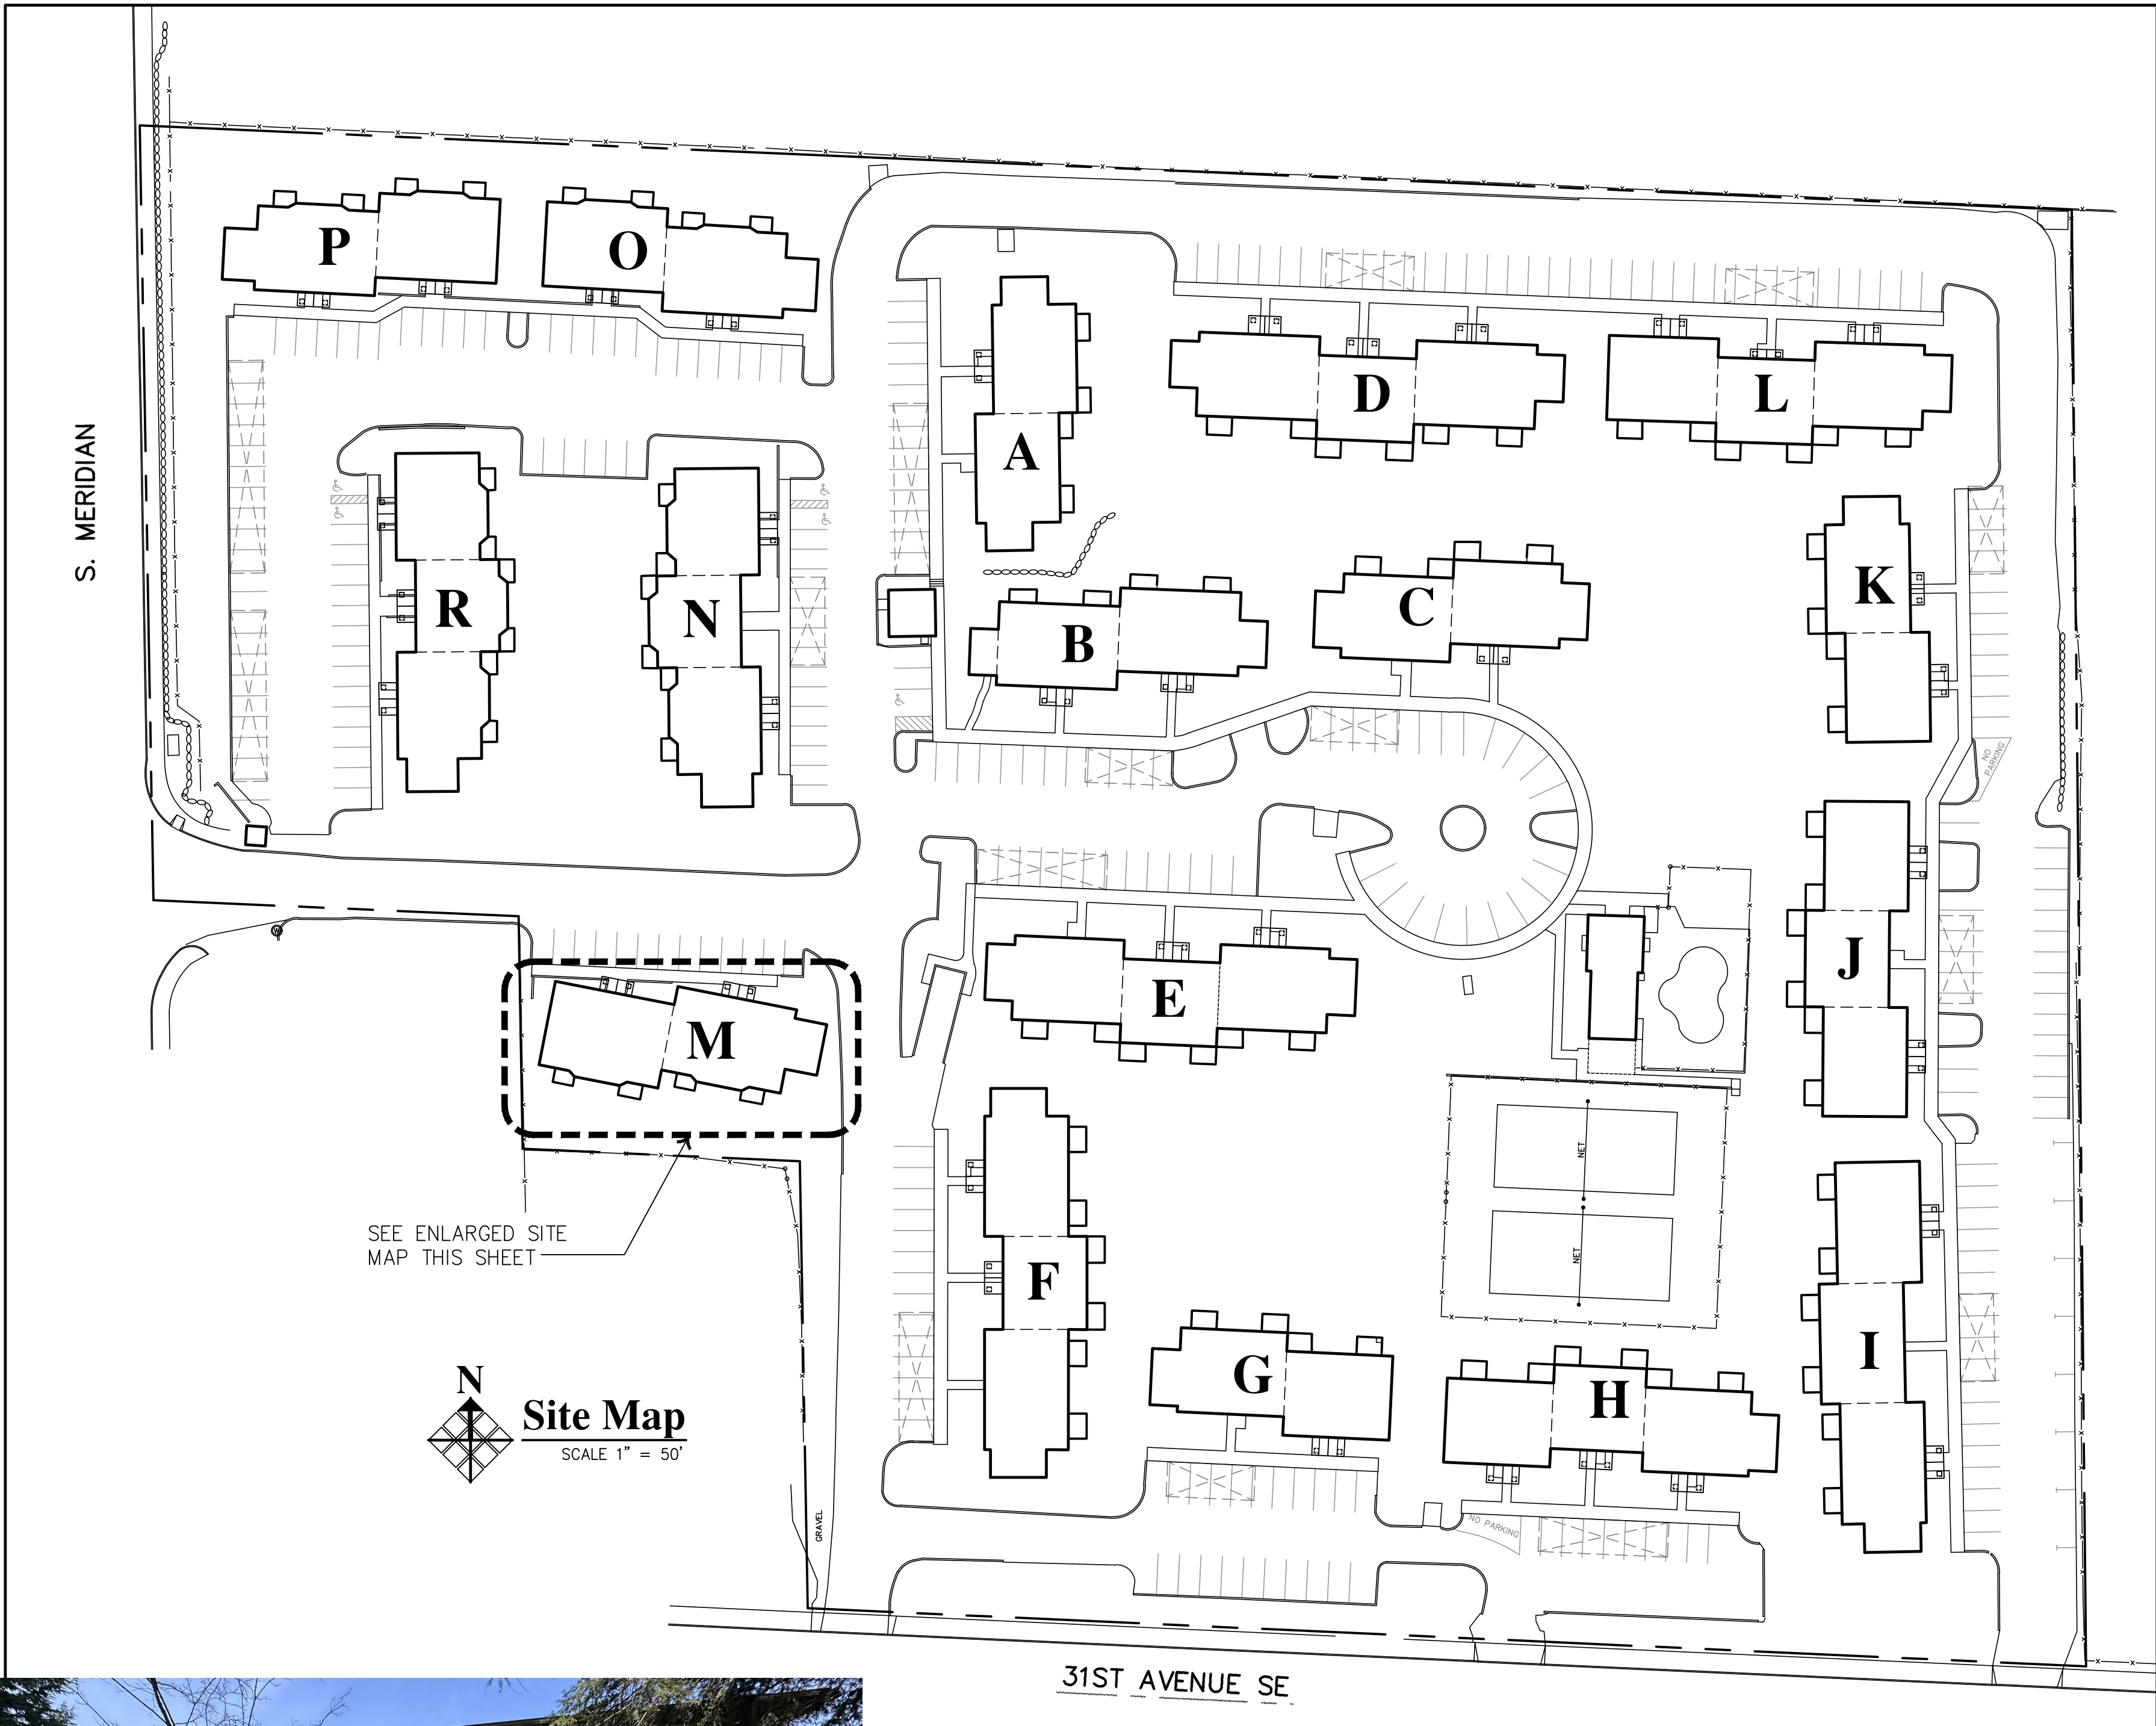 P
O
A
D
L
S. MERIDIAN
R
N
B
C
K
NO
PARKING
E
J
M
NET
SEE ENLARGED SITE
MAP THIS SHEET
NET
F
G
H
I
N
Site Map
SCALE 1" = 50'
NO PARKING
GRAVEL
31ST AVENUE SE